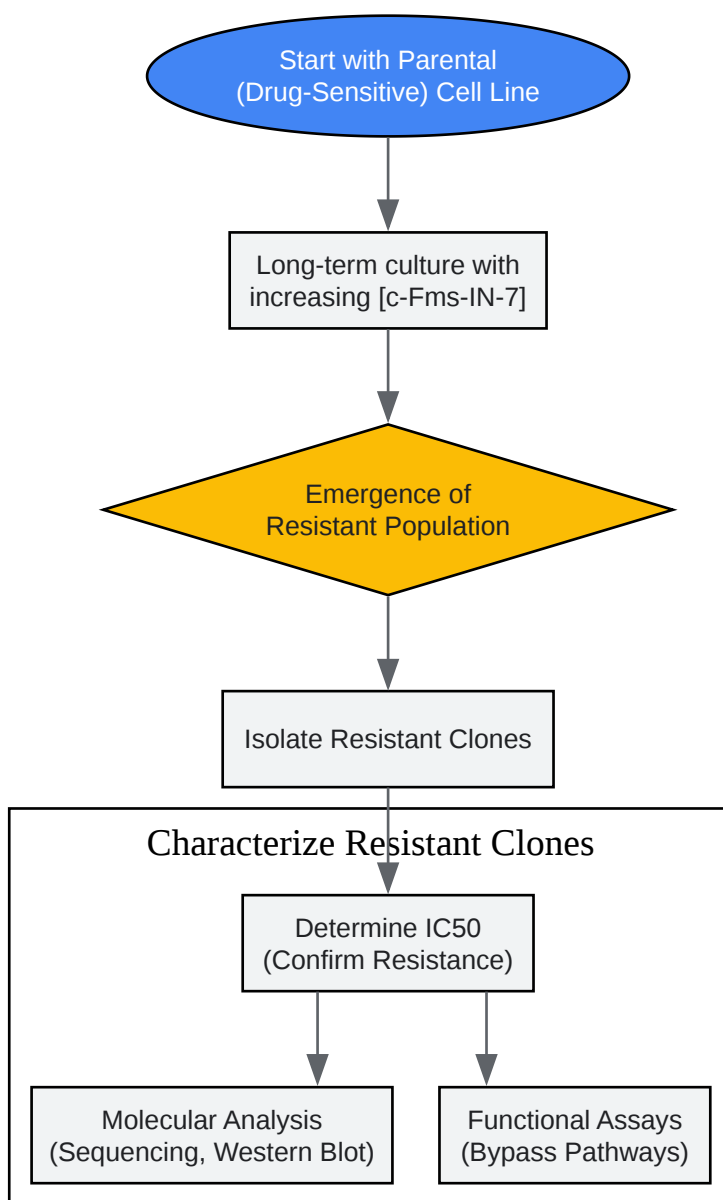 Start with Parental
(Drug-Sensitive) Cell Line
Long-term culture with
increasing [c-Fms-IN-7]
Emergence of
Resistant Population
Isolate Resistant Clones
Characterize Resistant Clones
Determine IC50
(Confirm Resistance)
Molecular Analysis
(Sequencing, Western Blot)
Functional Assays
(Bypass Pathways)